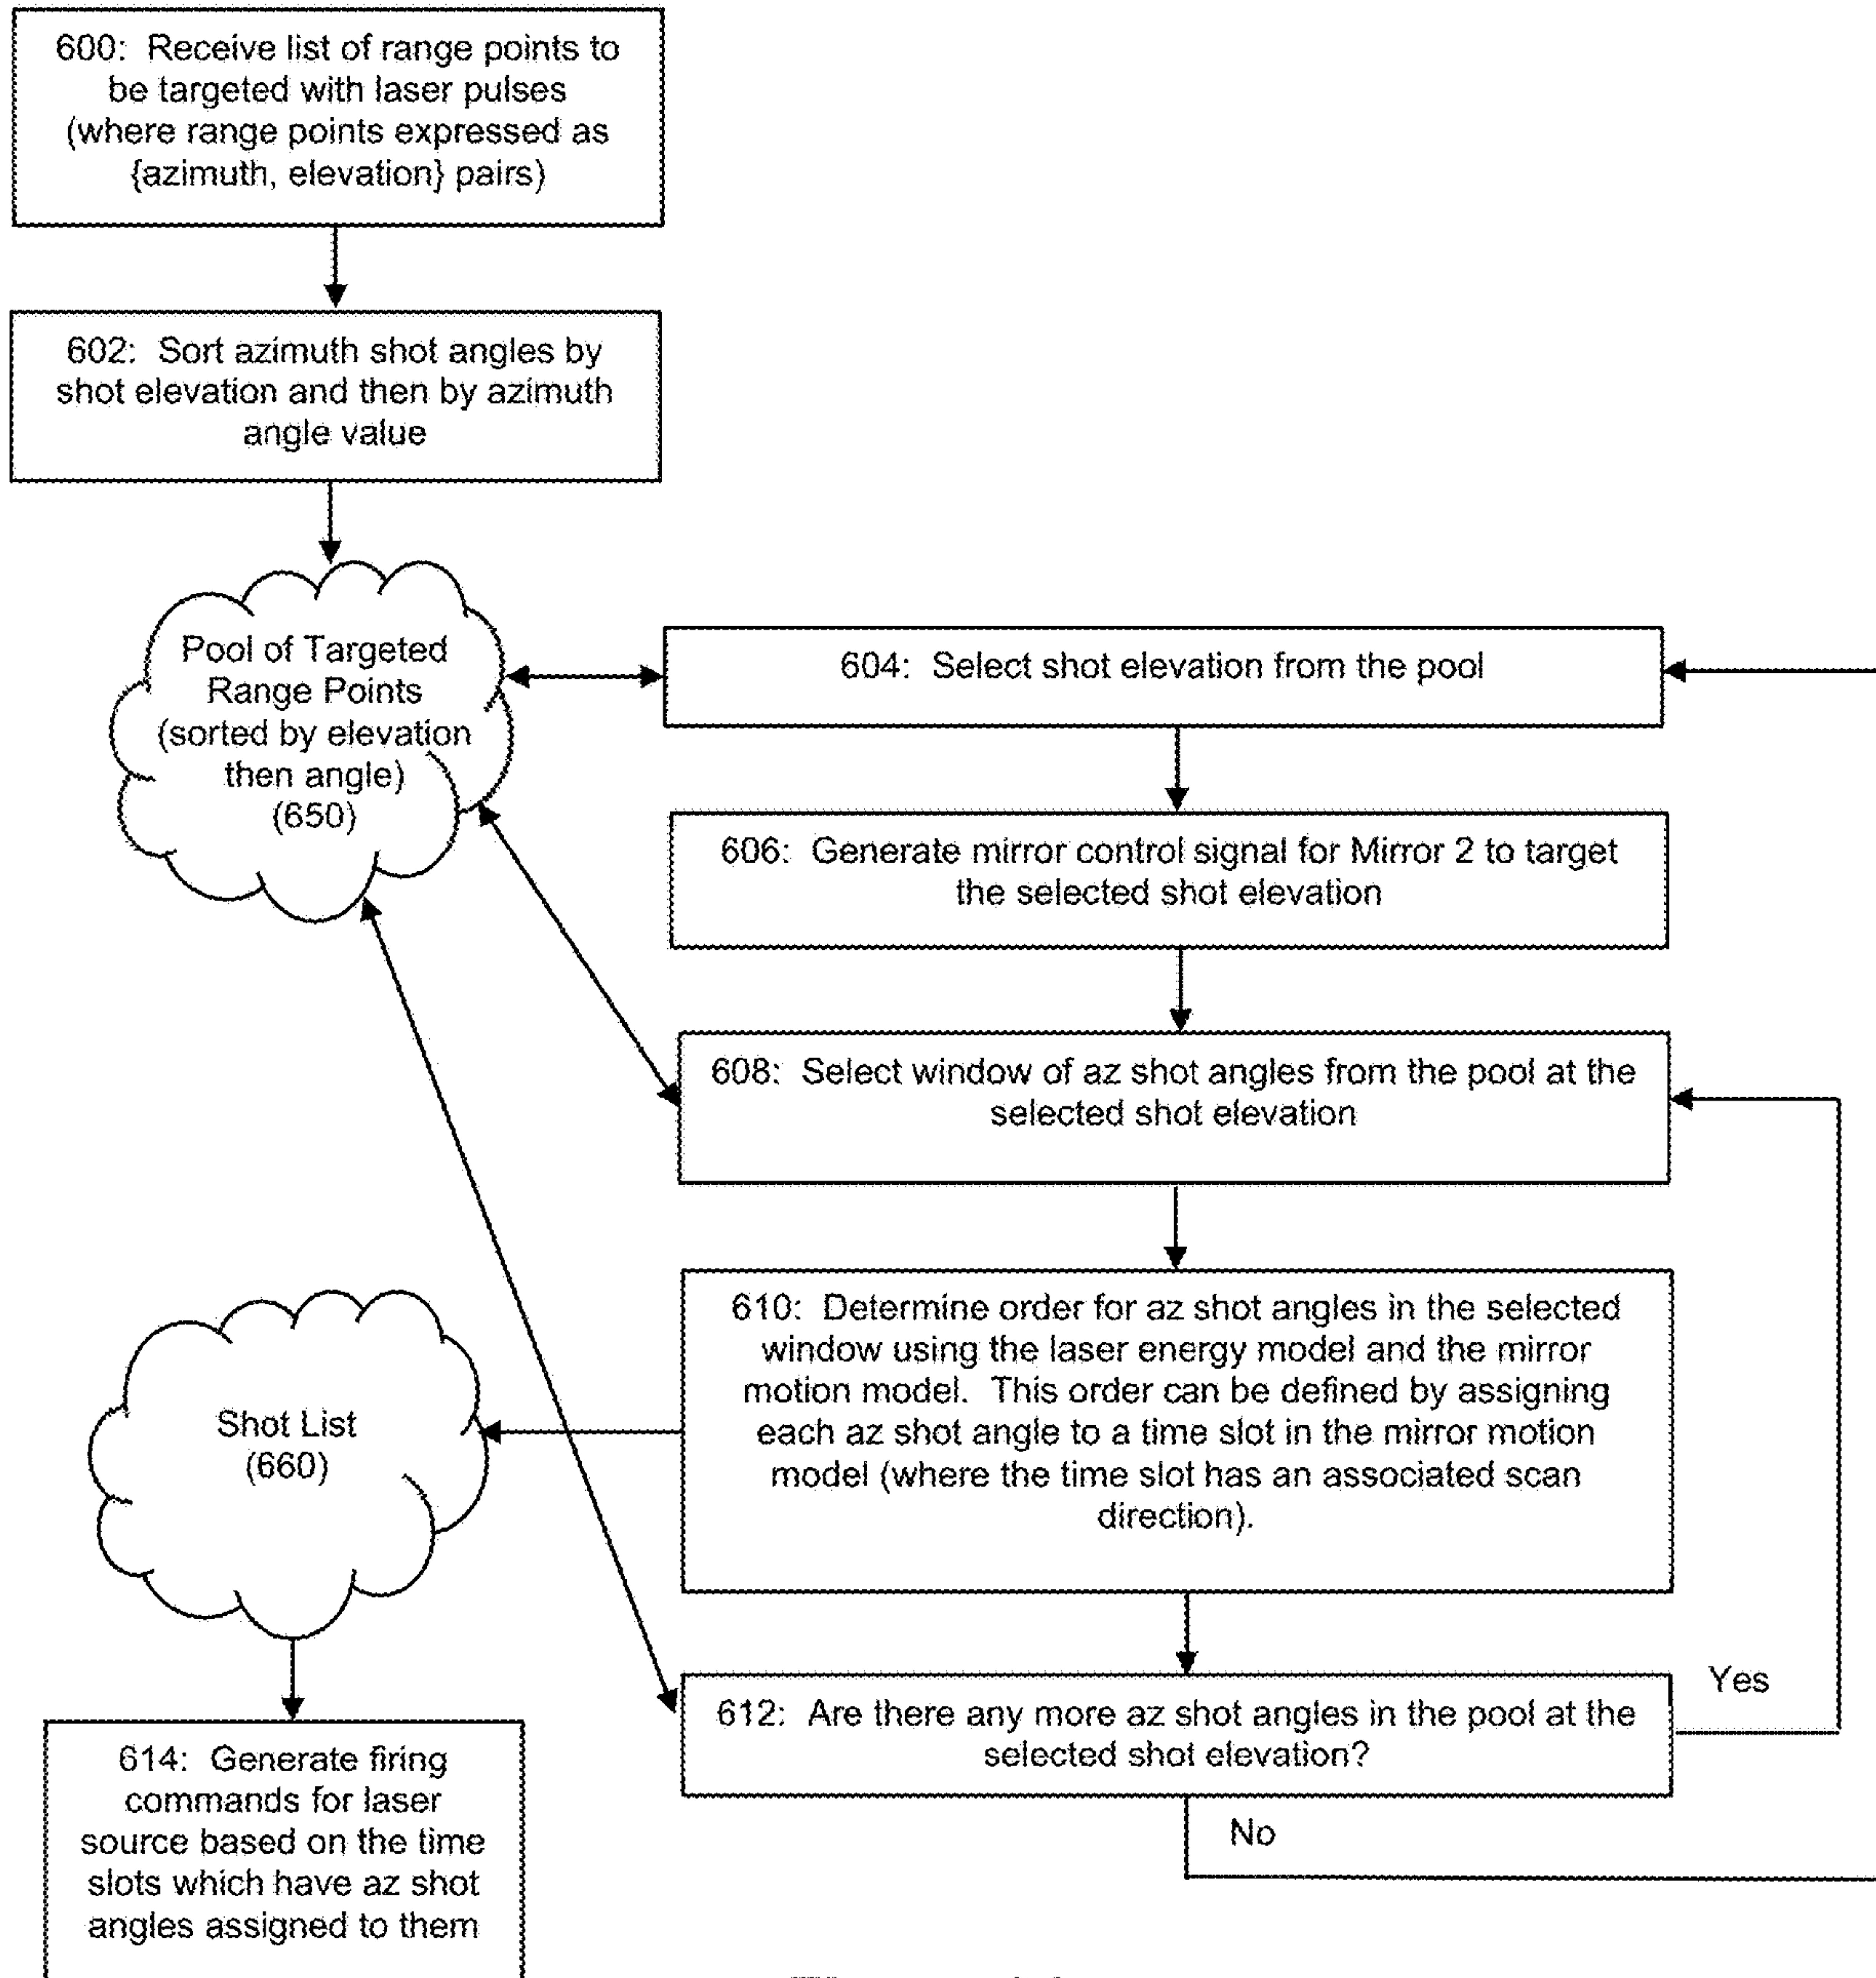 600: Receive list of range points to
be targeted with laser pulses
(where range points expressed as
{azimuth, elevation} pairs)
602: Sort azimuth shot angles by
shot elevation and then by azimuth
angle value
Pool of Targeted
Range Points
(sorted by elevation
then angle)
(650)
604: Select shot elevation from the pool
606: Generate mirror control signal for Mirror 2 to target
the selected shot elevation
608: Select window of az shot angles from the pool at the
selected shot elevation
610: Determine order for az shot angles in the selected
window using the laser energy model and the mirror
motion model. This order can be defined by assigning
each az shot angle to a time slot in the mirror motion
model (where the time slot has an associated scan
direction).
Shot List
(660)
612: Are there any more az shot angles in the pool at the
selected shot elevation?
Yes
No
614: Generate firing
commands for laser
source based on the time
slots which have az shot
angles assigned to them